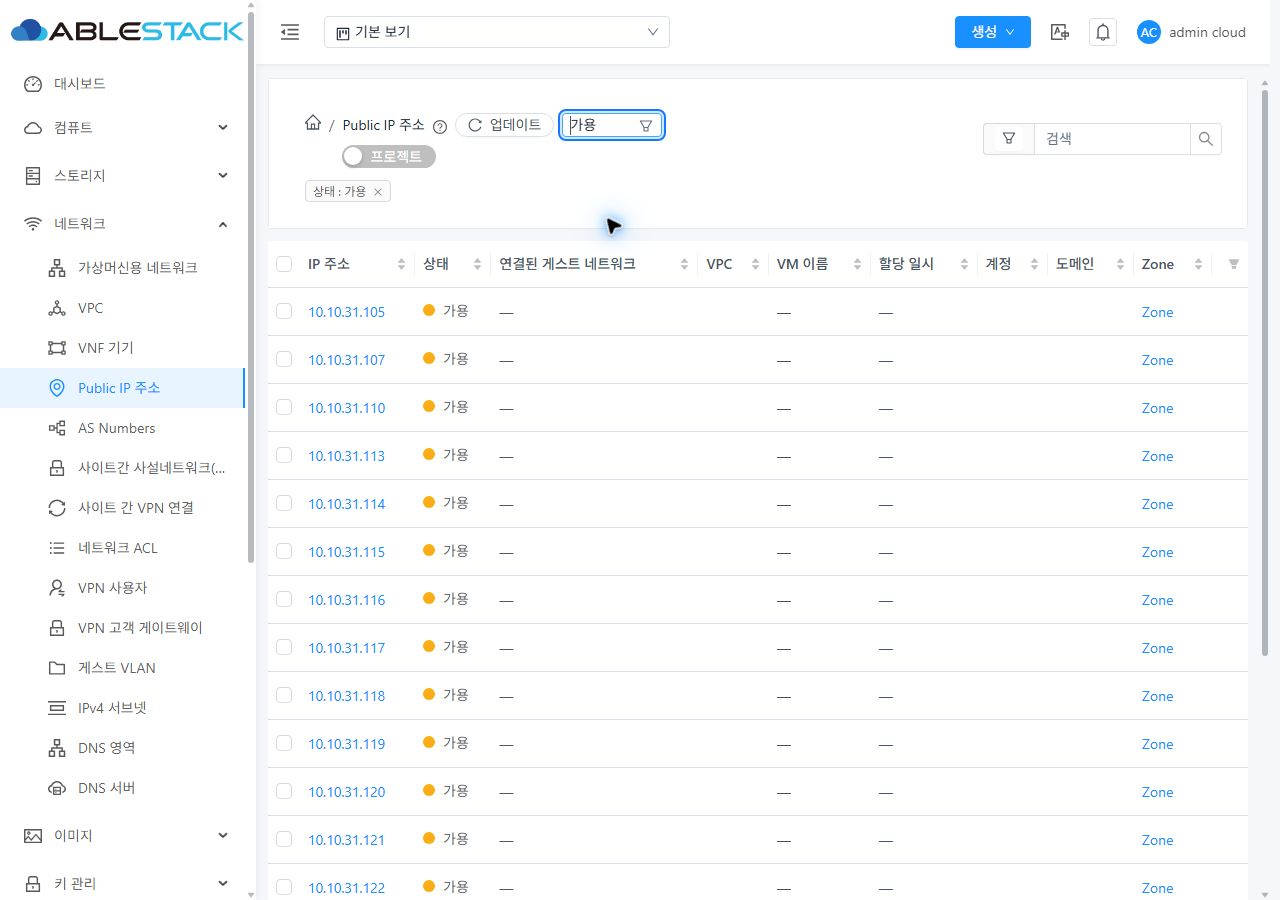 ABLESTACK
기본 보기
생성
AC
admin cloud
대시보드
컴퓨트
스토리지
네트워크
가상머신용 네트워크
VPC
VNF 기기
Public IP 주소
AS Numbers
사이트간 사설네트워크(...
사이트 간 VPN 연결
네트워크 ACL
VPN 사용자
VPN 고객 게이트웨이
게스트 VLAN
IPv4 서브넷
DNS 영역
DNS 서버
이미지
키 관리
/ Public IP 주소 업데이트 가용
프로젝트
상태 : 가용
검색
IP 주소 상태 연결된 게스트 네트워크 VPC VM 이름 할당 일시 계정 도메인 Zone
10.10.31.105 가용 — — — Zone
10.10.31.107 가용 — — — Zone
10.10.31.110 가용 — — — Zone
10.10.31.113 가용 — — — Zone
10.10.31.114 가용 — — — Zone
10.10.31.115 가용 — — — Zone
10.10.31.116 가용 — — — Zone
10.10.31.117 가용 — — — Zone
10.10.31.118 가용 — — — Zone
10.10.31.119 가용 — — — Zone
10.10.31.120 가용 — — — Zone
10.10.31.121 가용 — — — Zone
10.10.31.122 가용 — — — Zone